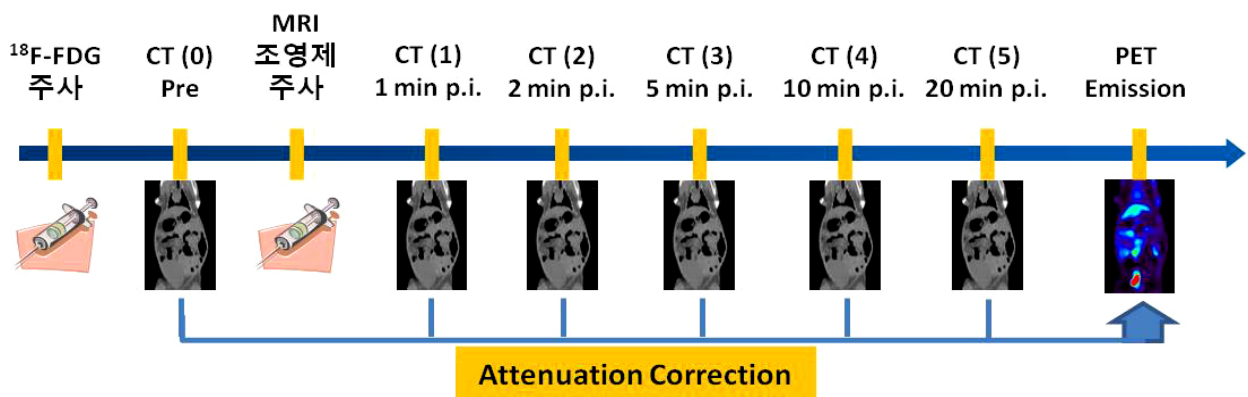 ¹⁸F-FDG
주사
CT (0)
Pre
MRI
조영제
주사
CT (1)
1 min p.i.
CT (2)
2 min p.i.
CT (3)
5 min p.i.
CT (4)
10 min p.i.
CT (5)
20 min p.i.
PET
Emission
Attenuation Correction